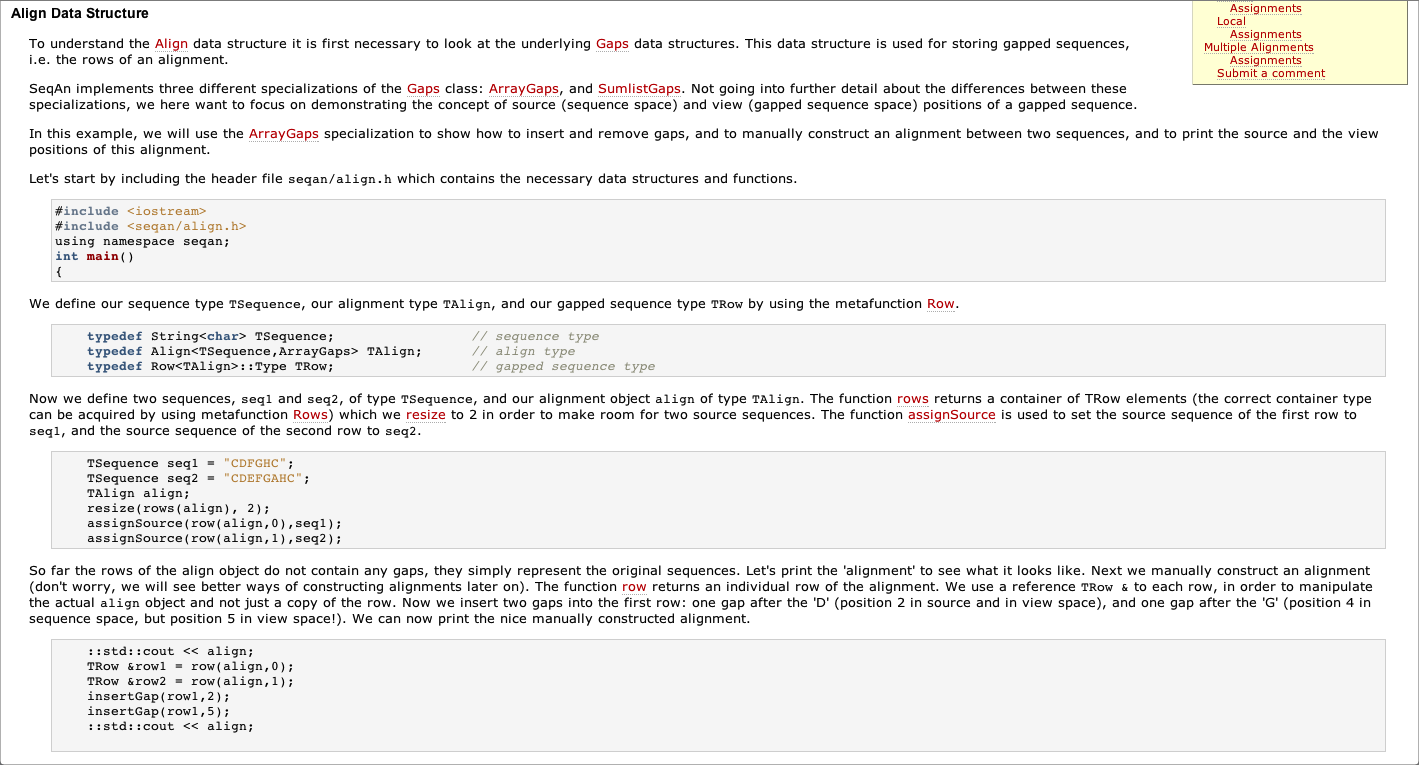 Align Data Structure
Assignments
Local
Assignments
Multiple Alignments
Assignments
Submit a comment
To understand the Align data structure it is first necessary to look at the underlying Gaps data structures. This data structure is used for storing gapped sequences,
i.e. the rows of an alignment.
SeqAn implements three different specializations of the Gaps class: ArrayGaps, and SumlistGaps. Not going into further detail about the differences between these
specializations, we here want to focus on demonstrating the concept of source (sequence space) and view (gapped sequence space) positions of a gapped sequence.
In this example, we will use the ArrayGaps specialization to show how to insert and remove gaps, and to manually construct an alignment between two sequences, and to print the source and the view
positions of this alignment.
Let's start by including the header file seqan/align.h which contains the necessary data structures and functions.
#include <iostream>
#include <seqan/align.h>
using namespace seqan;
int main()
{
We define our sequence type TSequence, our alignment type TAlign, and our gapped sequence type TRow by using the metafunction Row.
typedef String<char> TSequence; // sequence type
typedef Align<TSequence,ArrayGaps> TAlign; // align type
typedef Row<TAlign>::Type TRow; // gapped sequence type
Now we define two sequences, seq1 and seq2, of type TSequence, and our alignment object align of type TAlign. The function rows returns a container of TRow elements (the correct container type
can be acquired by using metafunction Rows) which we resize to 2 in order to make room for two source sequences. The function assignSource is used to set the source sequence of the first row to
seq1, and the source sequence of the second row to seq2.
TSequence seq1 = "CDFGHC";
TSequence seq2 = "CDEFGAHC";
TAlign align;
resize(rows(align), 2);
assignSource(row(align,0),seq1);
assignSource(row(align,1),seq2);
So far the rows of the align object do not contain any gaps, they simply represent the original sequences. Let's print the 'alignment' to see what it looks like. Next we manually construct an alignment
(don't worry, we will see better ways of constructing alignments later on). The function row returns an individual row of the alignment. We use a reference TRow & to each row, in order to manipulate
the actual align object and not just a copy of the row. Now we insert two gaps into the first row: one gap after the 'D' (position 2 in source and in view space), and one gap after the 'G' (position 4 in
sequence space, but position 5 in view space!). We can now print the nice manually constructed alignment.
::std::cout << align;
TRow &row1 = row(align,0);
TRow &row2 = row(align,1);
insertGap(row1,2);
insertGap(row1,5);
::std::cout << align;